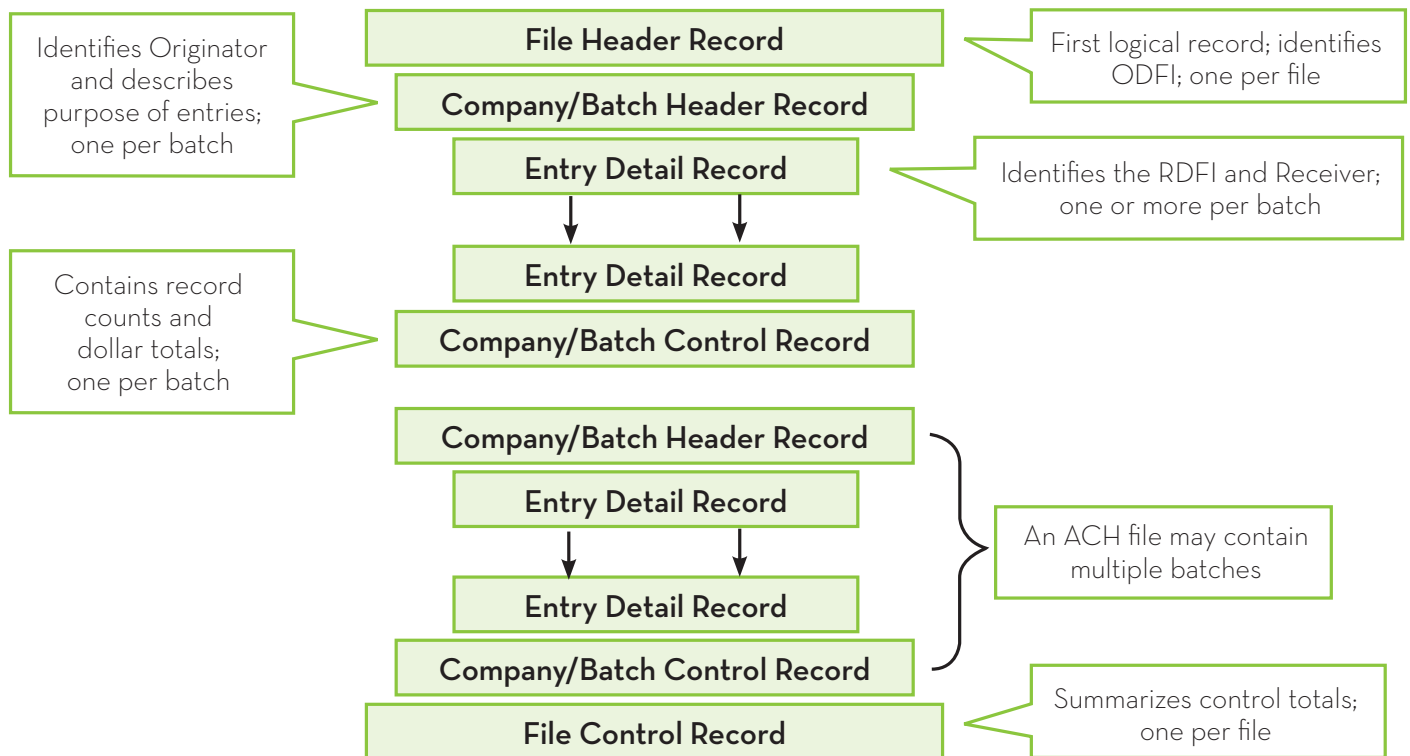 File Header Record
First logical record; identifies
ODFI; one per file
Identifies Originator
and describes
purpose of entries;
one per batch
Company/Batch Header Record
Entry Detail Record
Identifies the RDFI and Receiver;
one or more per batch
Entry Detail Record
Contains record
counts and
dollar totals;
one per batch
Company/Batch Control Record
Company/Batch Header Record
Entry Detail Record
An ACH file may contain
multiple batches
Entry Detail Record
Company/Batch Control Record
Summarizes control totals;
one per file
File Control Record